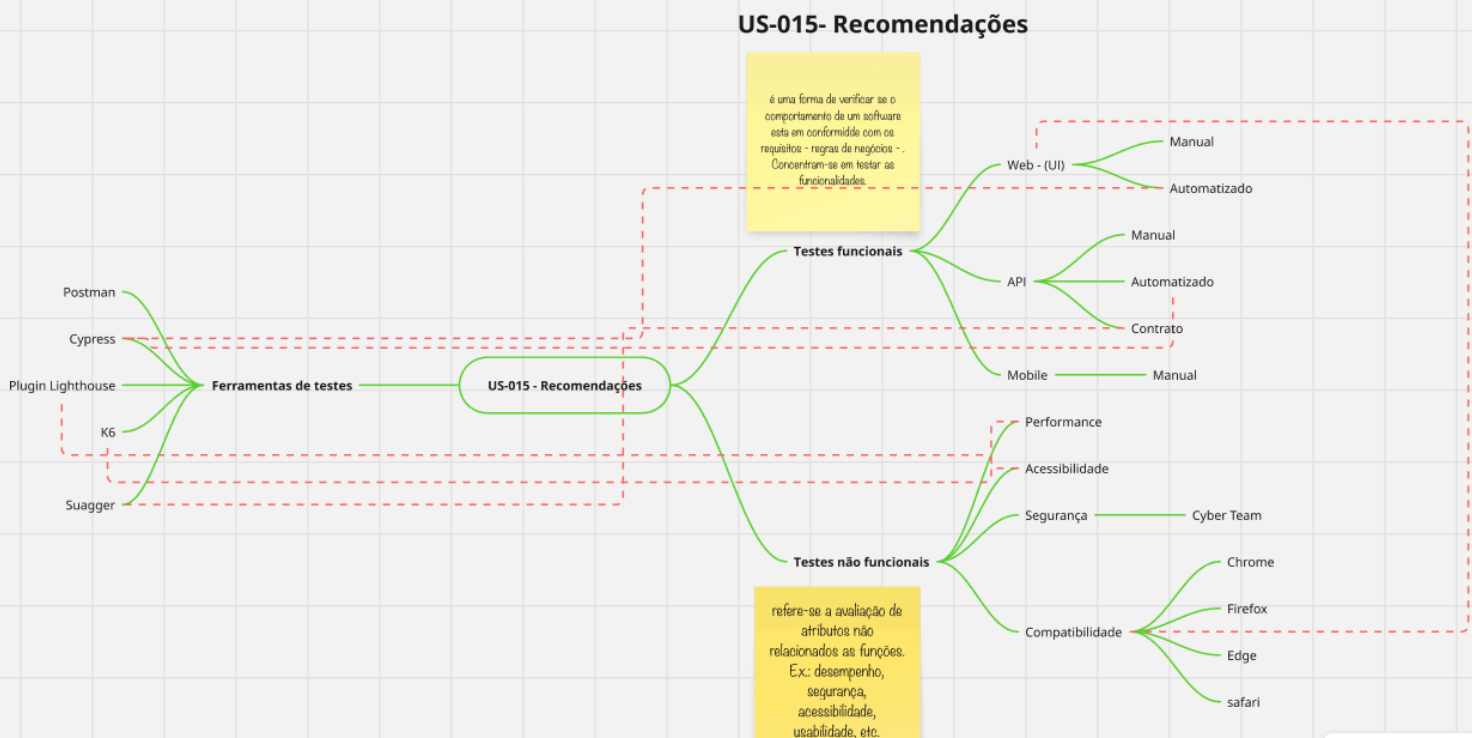 US-015- Recomendações
é uma forma de verificar se o
comportamento de um software
esta em conformidde com os
requisitos - regras de negócios - .
Concentram-se em testar as
funcionalidades.
Testes funcionais
Web - (UI)
Manual
Automatizado
API
Manual
Automatizado
Contrato
Mobile
Manual
Postman
Cypress
Plugin Lighthouse
K6
Suagger
Ferramentas de testes
US-015 - Recomendações
Performance
Acessibilidade
Segurança
Cyber Team
Testes não funcionais
Compatibilidade
Chrome
Firefox
Edge
safari
refere-se a avaliação de
atributos não
relacionados as funções.
Ex.: desempenho,
segurança,
acessibilidade,
usabilidade, etc.